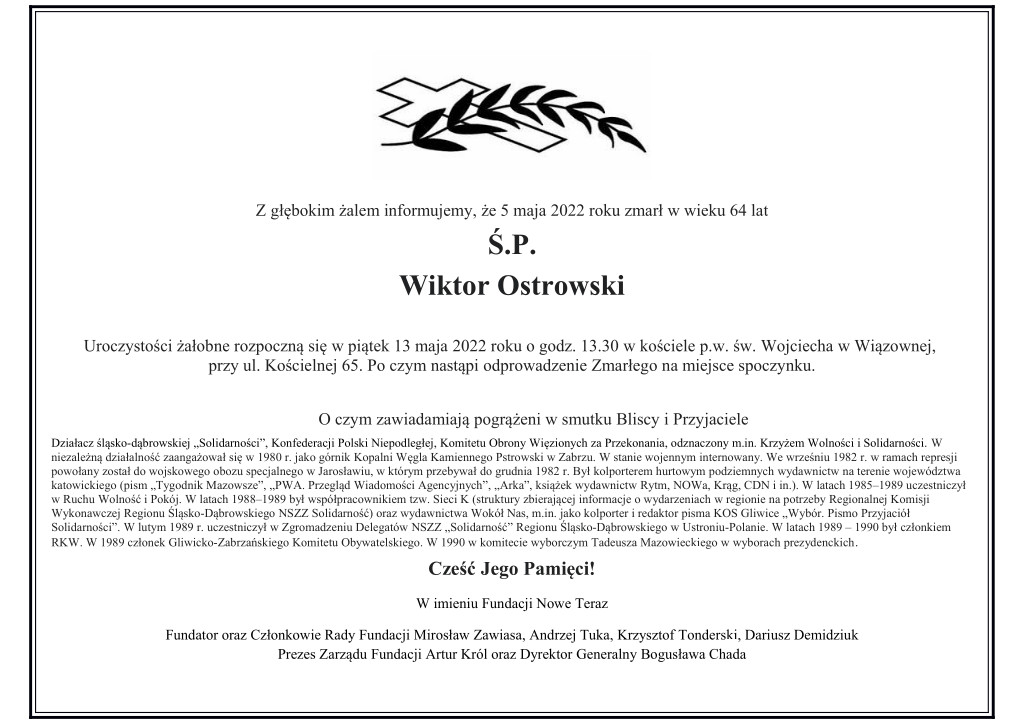 Z głębokim żalem informujemy, że 5 maja 2022 roku zmarł w wieku 64 lat
Ś.P.
Wiktor Ostrowski
Uroczystości żałobne rozpoczną się w piątek 13 maja 2022 roku o godz. 13.30 w kościele p.w. św. Wojciecha w Wiązownej,
przy ul. Kościelnej 65. Po czym nastąpi odprowadzenie Zmarłego na miejsce spoczynku.
O czym zawiadamiają pogrążeni w smutku Bliscy i Przyjaciele
Działacz śląsko-dąbrowskiej „Solidarności”, Konfederacji Polski Niepodległej, Komitetu Obrony Więzionych za Przekonania, odznaczony m.in. Krzyżem Wolności i Solidarności. W
niezależną działalność zaangażował się w 1980 r. jako górnik Kopalni Węgla Kamiennego Pstrowski w Zabrzu. W stanie wojennym internowany. We wrześniu 1982 r. w ramach represji
powołany został do wojskowego obozu specjalnego w Jarosławiu, w którym przebywał do grudnia 1982 r. Był kolporterem hurtowym podziemnych wydawnictw na terenie województwa
katowickiego (pism „Tygodnik Mazowsze”, „PWA. Przegląd Wiadomości Agencyjnych”, „Arka”, książek wydawnictw Rytm, NOWa, Krąg, CDN i in.). W latach 1985–1989 uczestniczył
w Ruchu Wolność i Pokój. W latach 1988–1989 był współpracownikiem tzw. Sieci K (struktury zbierającej informacje o wydarzeniach w regionie na potrzeby Regionalnej Komisji
Wykonawczej Regionu Śląsko-Dąbrowskiego NSZZ Solidarność) oraz wydawnictwa Wokół Nas, m.in. jako kolporter i redaktor pisma KOS Gliwice „Wybór. Pismo Przyjaciół
Solidarności”. W lutym 1989 r. uczestniczył w Zgromadzeniu Delegatów NSZZ „Solidarność” Regionu Śląsko-Dąbrowskiego w Ustroniu-Polanie. W latach 1989 – 1990 był członkiem
RKW. W 1989 członek Gliwicko-Zabrzańskiego Komitetu Obywatelskiego. W 1990 w komitecie wyborczym Tadeusza Mazowieckiego w wyborach prezydenckich.
Cześć Jego Pamięci!
W imieniu Fundacji Nowe Teraz
Fundator oraz Członkowie Rady Fundacji Mirosław Zawiasa, Andrzej Tuka, Krzysztof Tonderski, Dariusz Demidziuk
Prezes Zarządu Fundacji Artur Król oraz Dyrektor Generalny Bogusława Chada